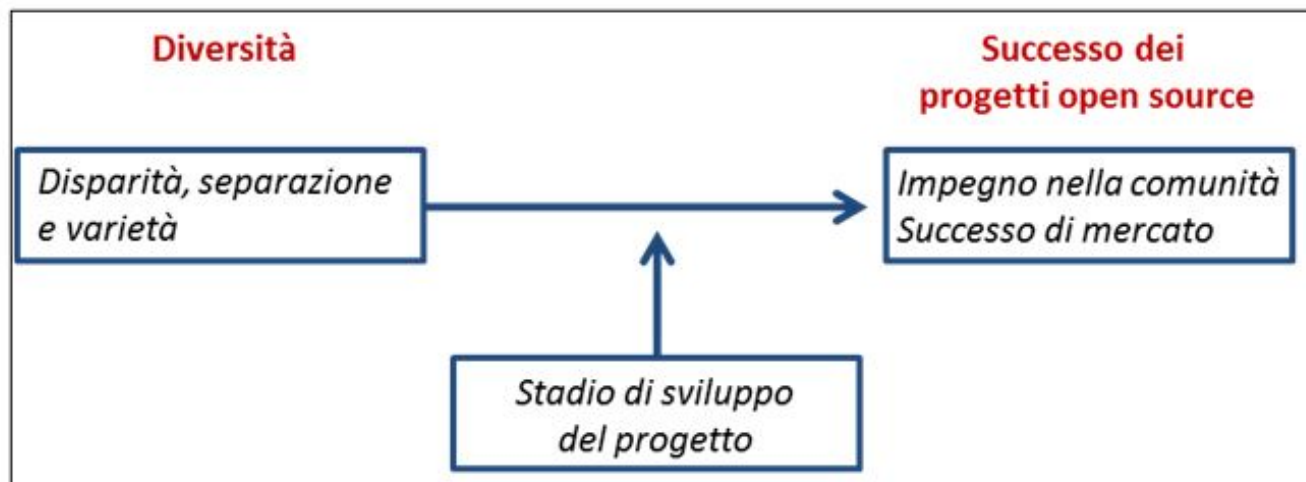 Diversità
Successo dei
progetti open source
Disparità, separazione
e varietà
Impegno nella comunità
Successo di mercato
Stadio di sviluppo
del progetto